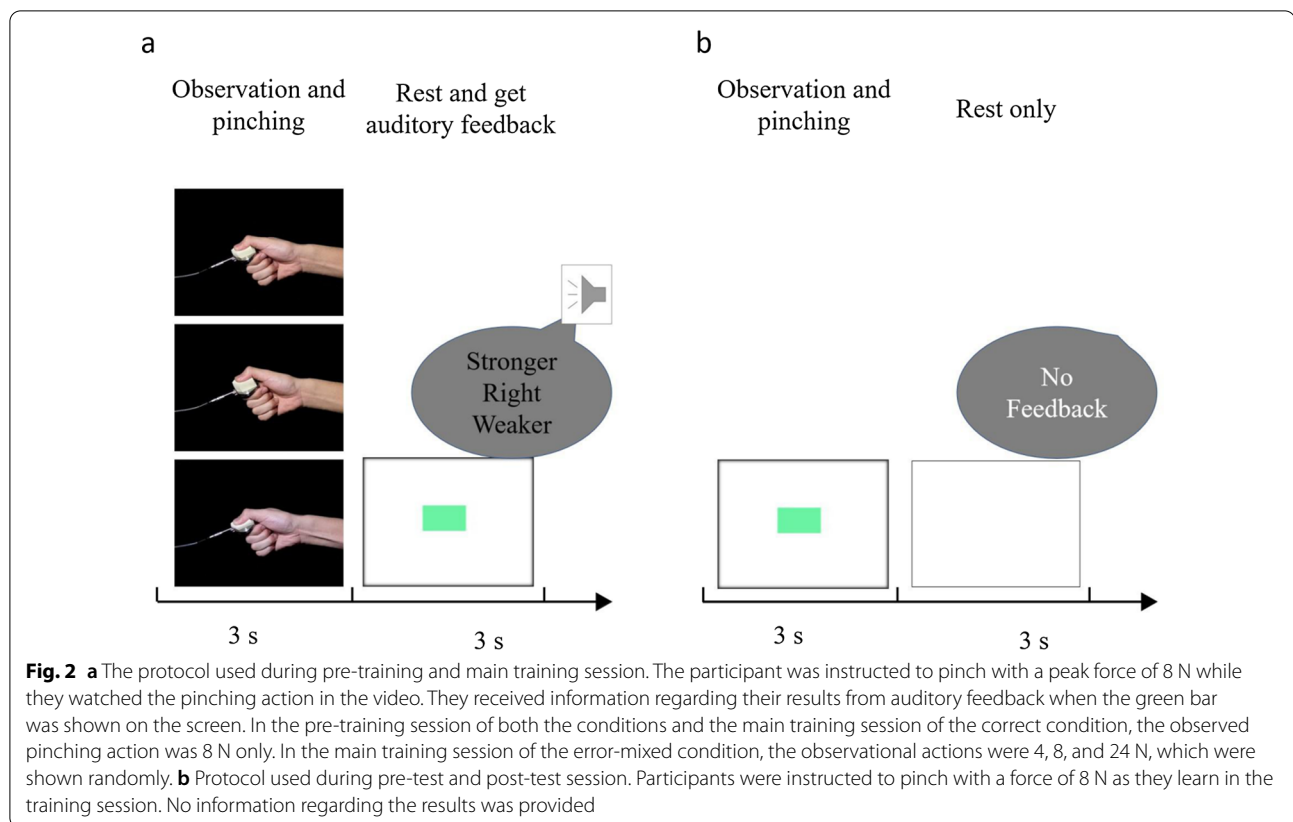 a
Observation and
pinching
Rest and get
auditory feedback
Stronger
Right
Weaker
3 s
3 s
b
Observation and
pinching
Rest only
No
Feedback
3 s
3 s
Fig. 2 a The protocol used during pre-training and main training session. The participant was instructed to pinch with a peak force of 8 N while
they watched the pinching action in the video. They received information regarding their results from auditory feedback when the green bar
was shown on the screen. In the pre-training session of both the conditions and the main training session of the correct condition, the observed
pinching action was 8 N only. In the main training session of the error-mixed condition, the observational actions were 4, 8, and 24 N, which were
shown randomly. b Protocol used during pre-test and post-test session. Participants were instructed to pinch with a force of 8 N as they learn in the
training session. No information regarding the results was provided